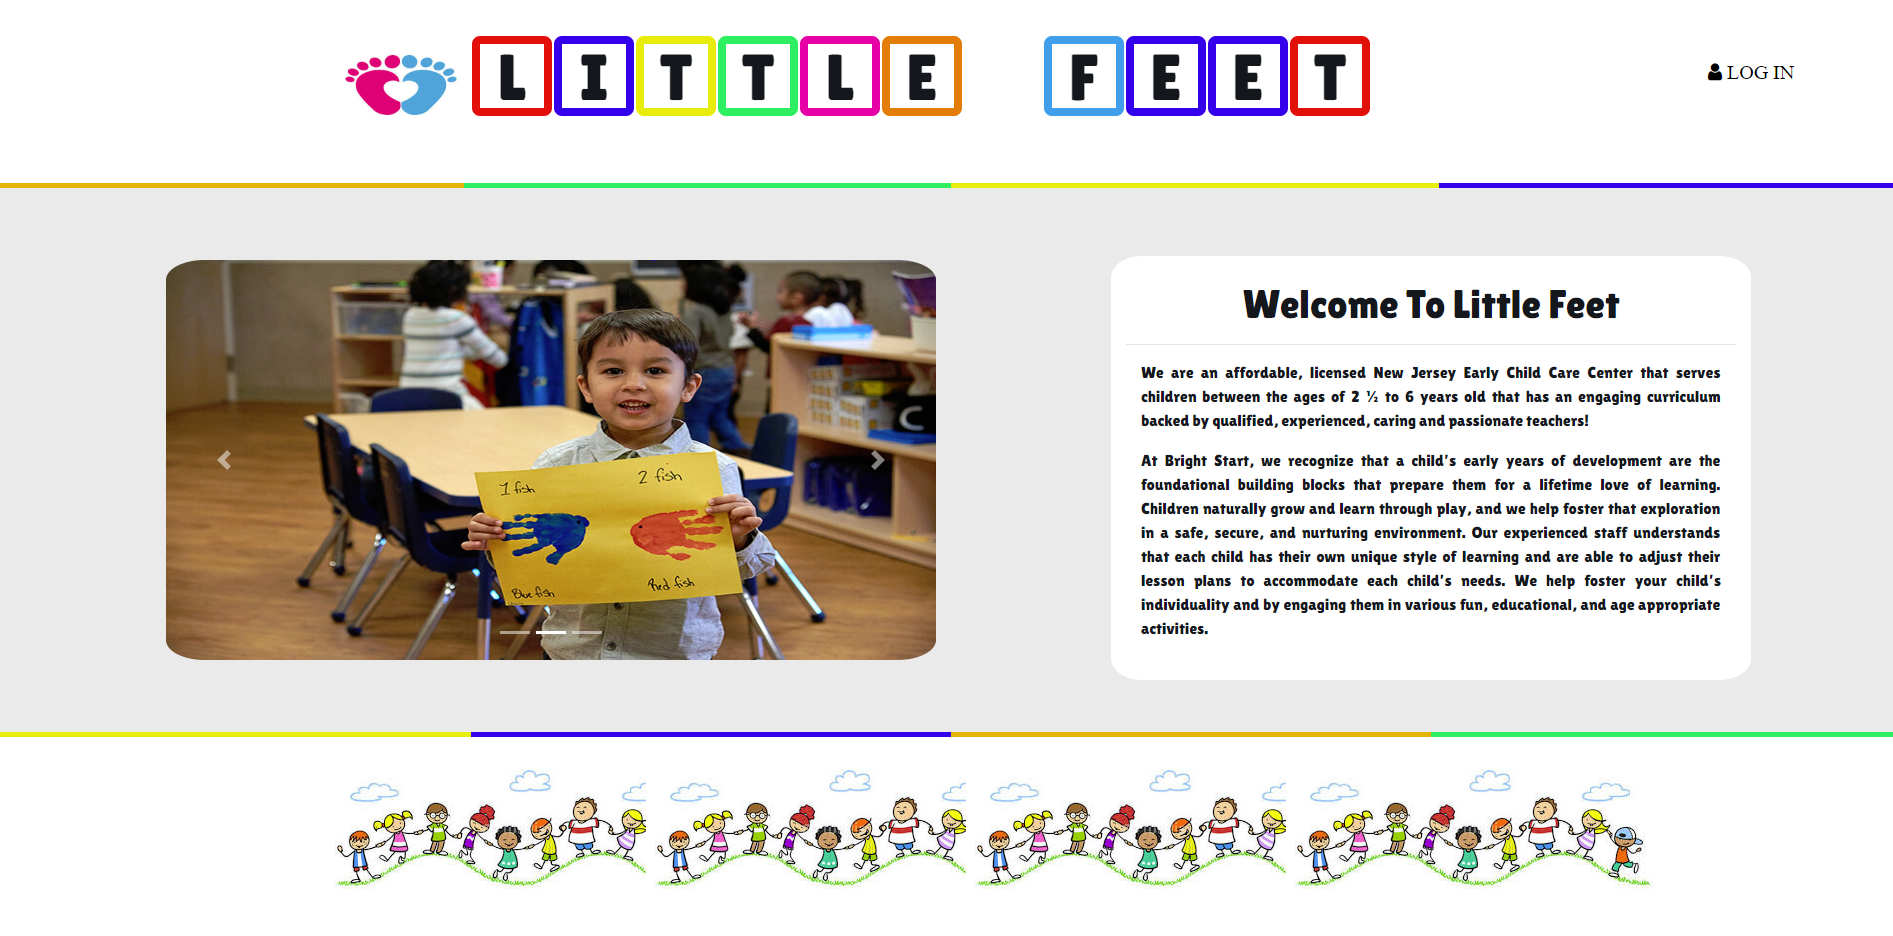 LITTLE FEET
LOG IN
1 fish
2 fish
Blue fish
Red fish
Welcome To Little Feet
We are an affordable, licensed New Jersey Early Child Care Center that serves
children between the ages of 2 ½ to 6 years old that has an engaging curriculum
backed by qualified, experienced, caring and passionate teachers!
At Bright Start, we recognize that a child's early years of development are the
foundational building blocks that prepare them for a lifetime love of learning.
Children naturally grow and learn through play, and we help foster that exploration
in a safe, secure, and nurturing environment. Our experienced staff understands
that each child has their own unique style of learning and are able to adjust their
lesson plans to accommodate each child's needs. We help foster your child's
individuality and by engaging them in various fun, educational, and age appropriate
activities.